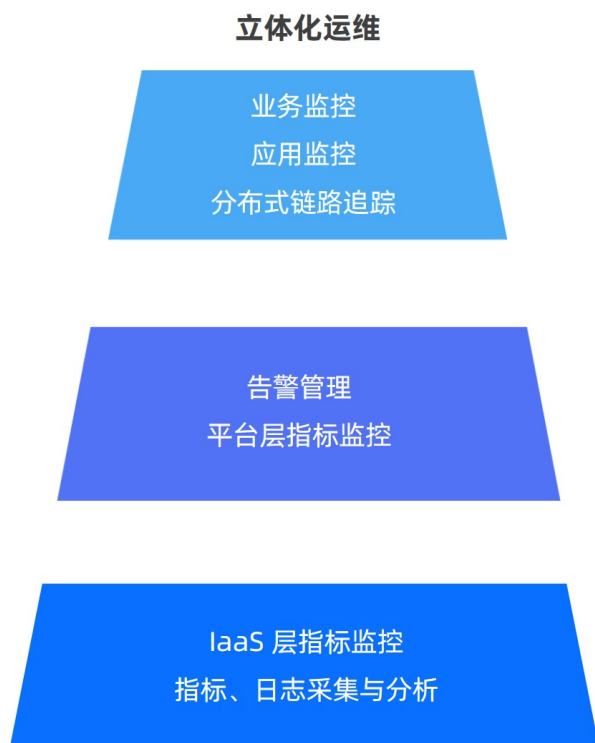 立体化运维
业务监控
应用监控
分布式链路追踪
告警管理
平台层指标监控
IaaS 层指标监控
指标、日志采集与分析